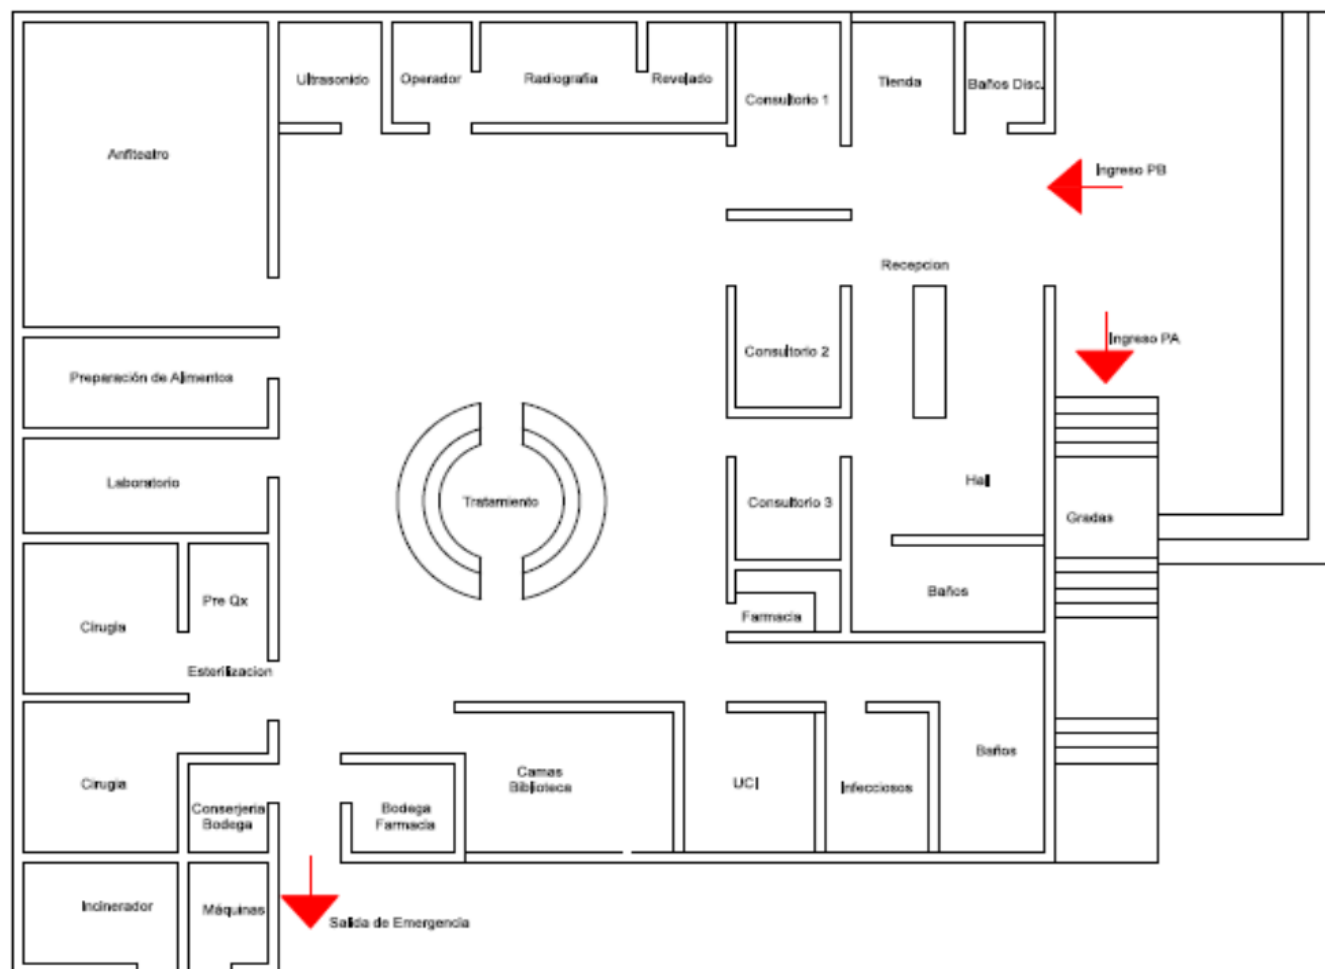 Ultrasonido
Operador
Radiografia
Revelado
Consultorio 1
Tienda
Baños Disc.
Anfiteatro
Ingreso PB
Recepcion
Ingreso PA
Consultorio 2
Preparación de Alimentos
Laboratorio
Tratamiento
Consultorio 3
Hall
Gradas
Pre Qx
Cirugia
Baños
Farmacia
Esterilizacion
Cirugia
Conserjeria
Bodega
Bodega
Farmacia
Camas
Biblioteca
UCI
Infecciosos
Baños
Incinerador
Máquinas
Salida de Emergencia